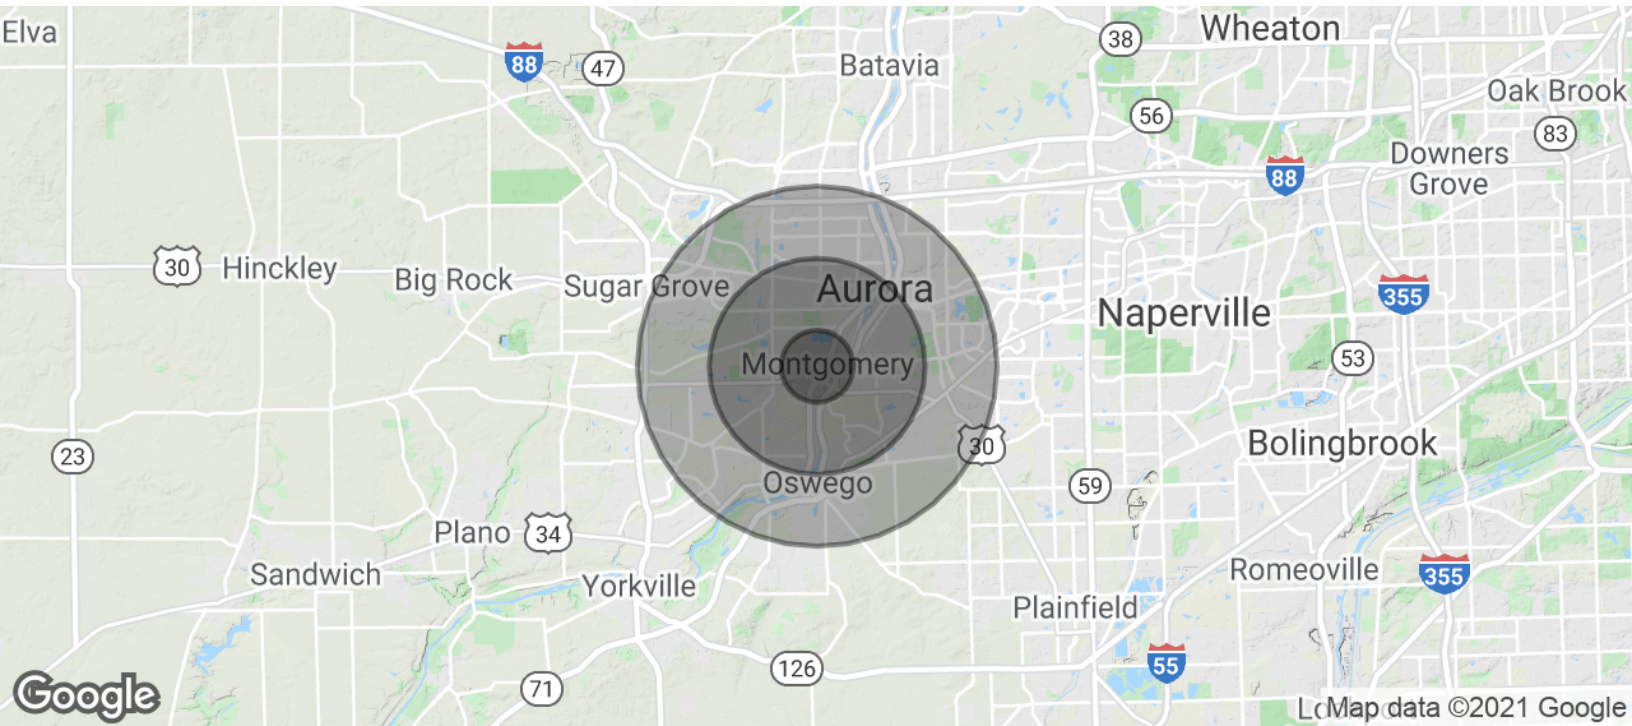 Elva
Wheaton
38
88
47
Batavia
Oak Brook
56
83
Downers
Grove
88
30
Hinckley
Big Rock
Sugar Grove
Aurora
Naperville
355
53
Montgomery
30
Bolingbrook
23
Oswego
59
Plano
34
Sandwich
Yorkville
Romeoville
355
Plainfield
55
126
71
Google
Map data ©2021 Google